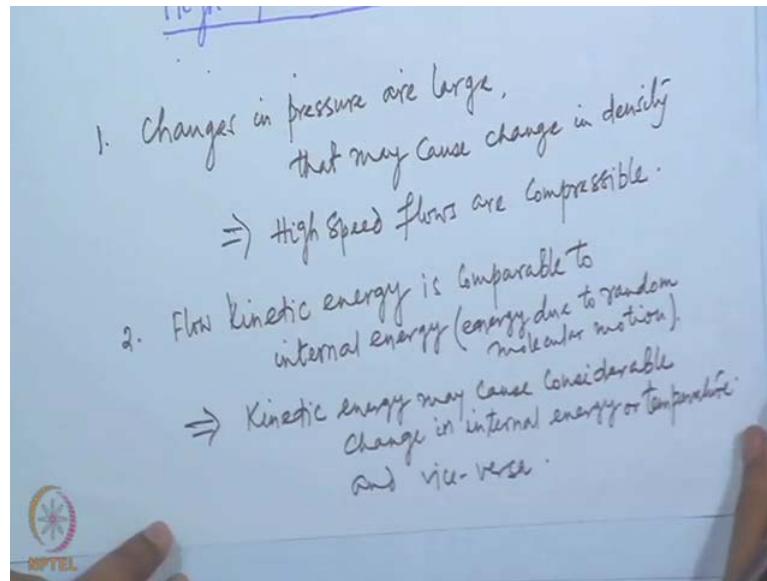 1. Changes in pressure are large,
that may cause change in density
⇒ High speed flows are compressible.
2. Flow kinetic energy is comparable to
internal energy (energy due to random
molecular motion).
⇒ Kinetic energy may cause considerable
change in internal energy or temperature
and vice-verse.
NPTEL